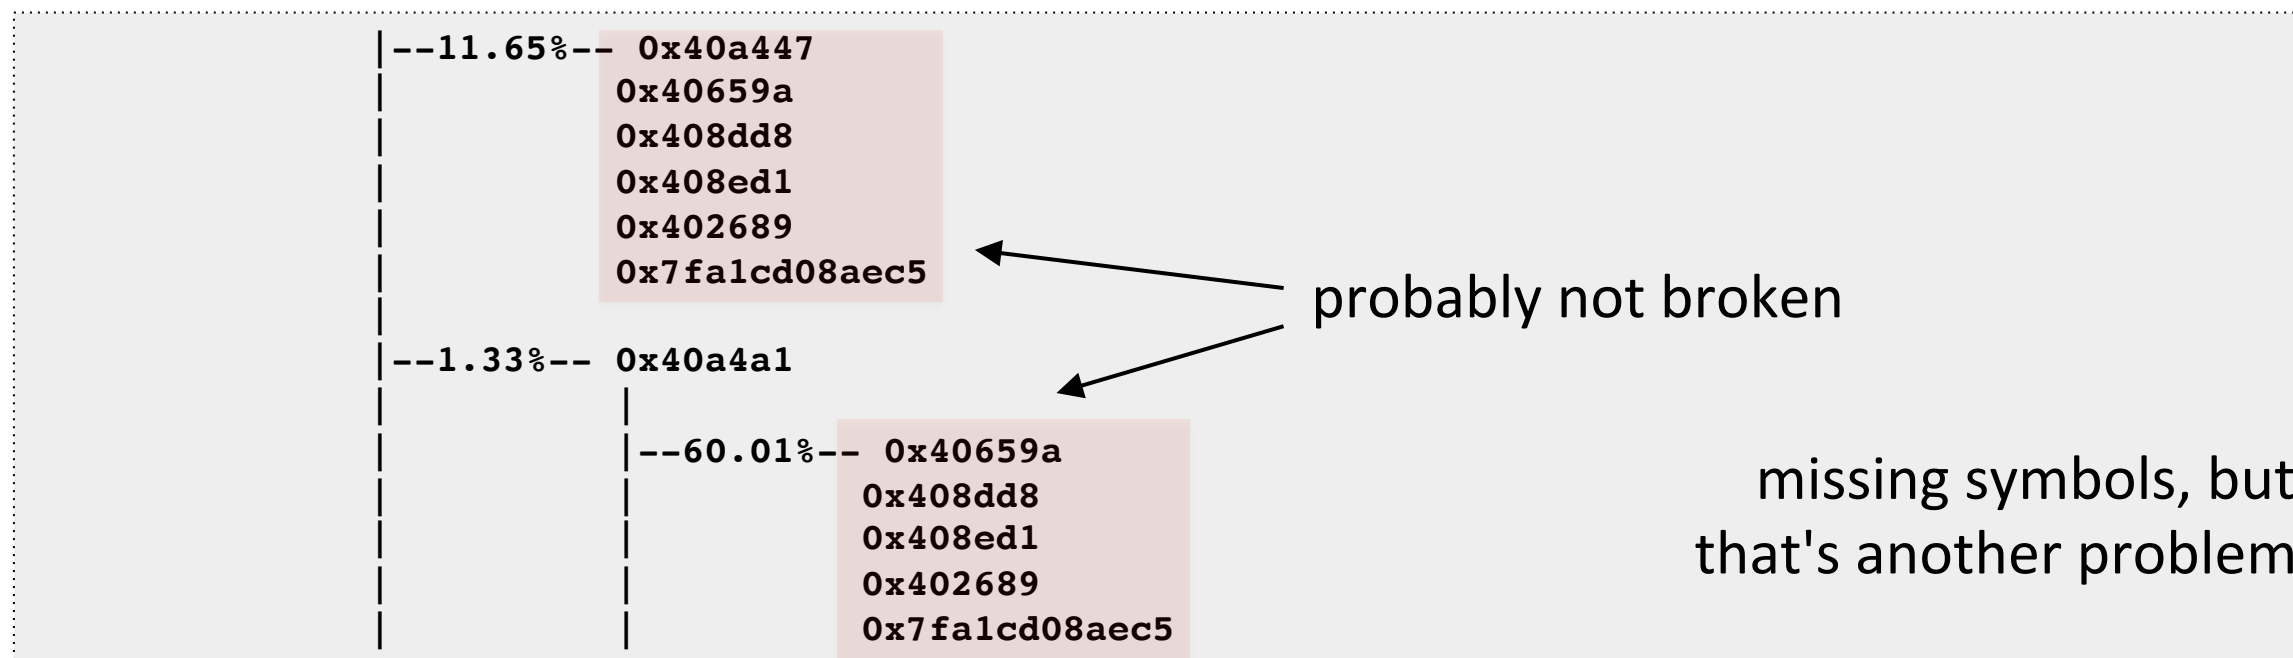 |--11.65%-- 0x40a447
| 0x40659a
| 0x408dd8
| 0x408ed1
| 0x402689
| 0x7fa1cd08aec5
|
probably not broken
|--1.33%-- 0x40a4a1
| |
| |--60.01%-- 0x40659a
| | 0x408dd8
| | 0x408ed1
| | 0x402689
| | 0x7fa1cd08aec5
missing symbols, but
that's another problem